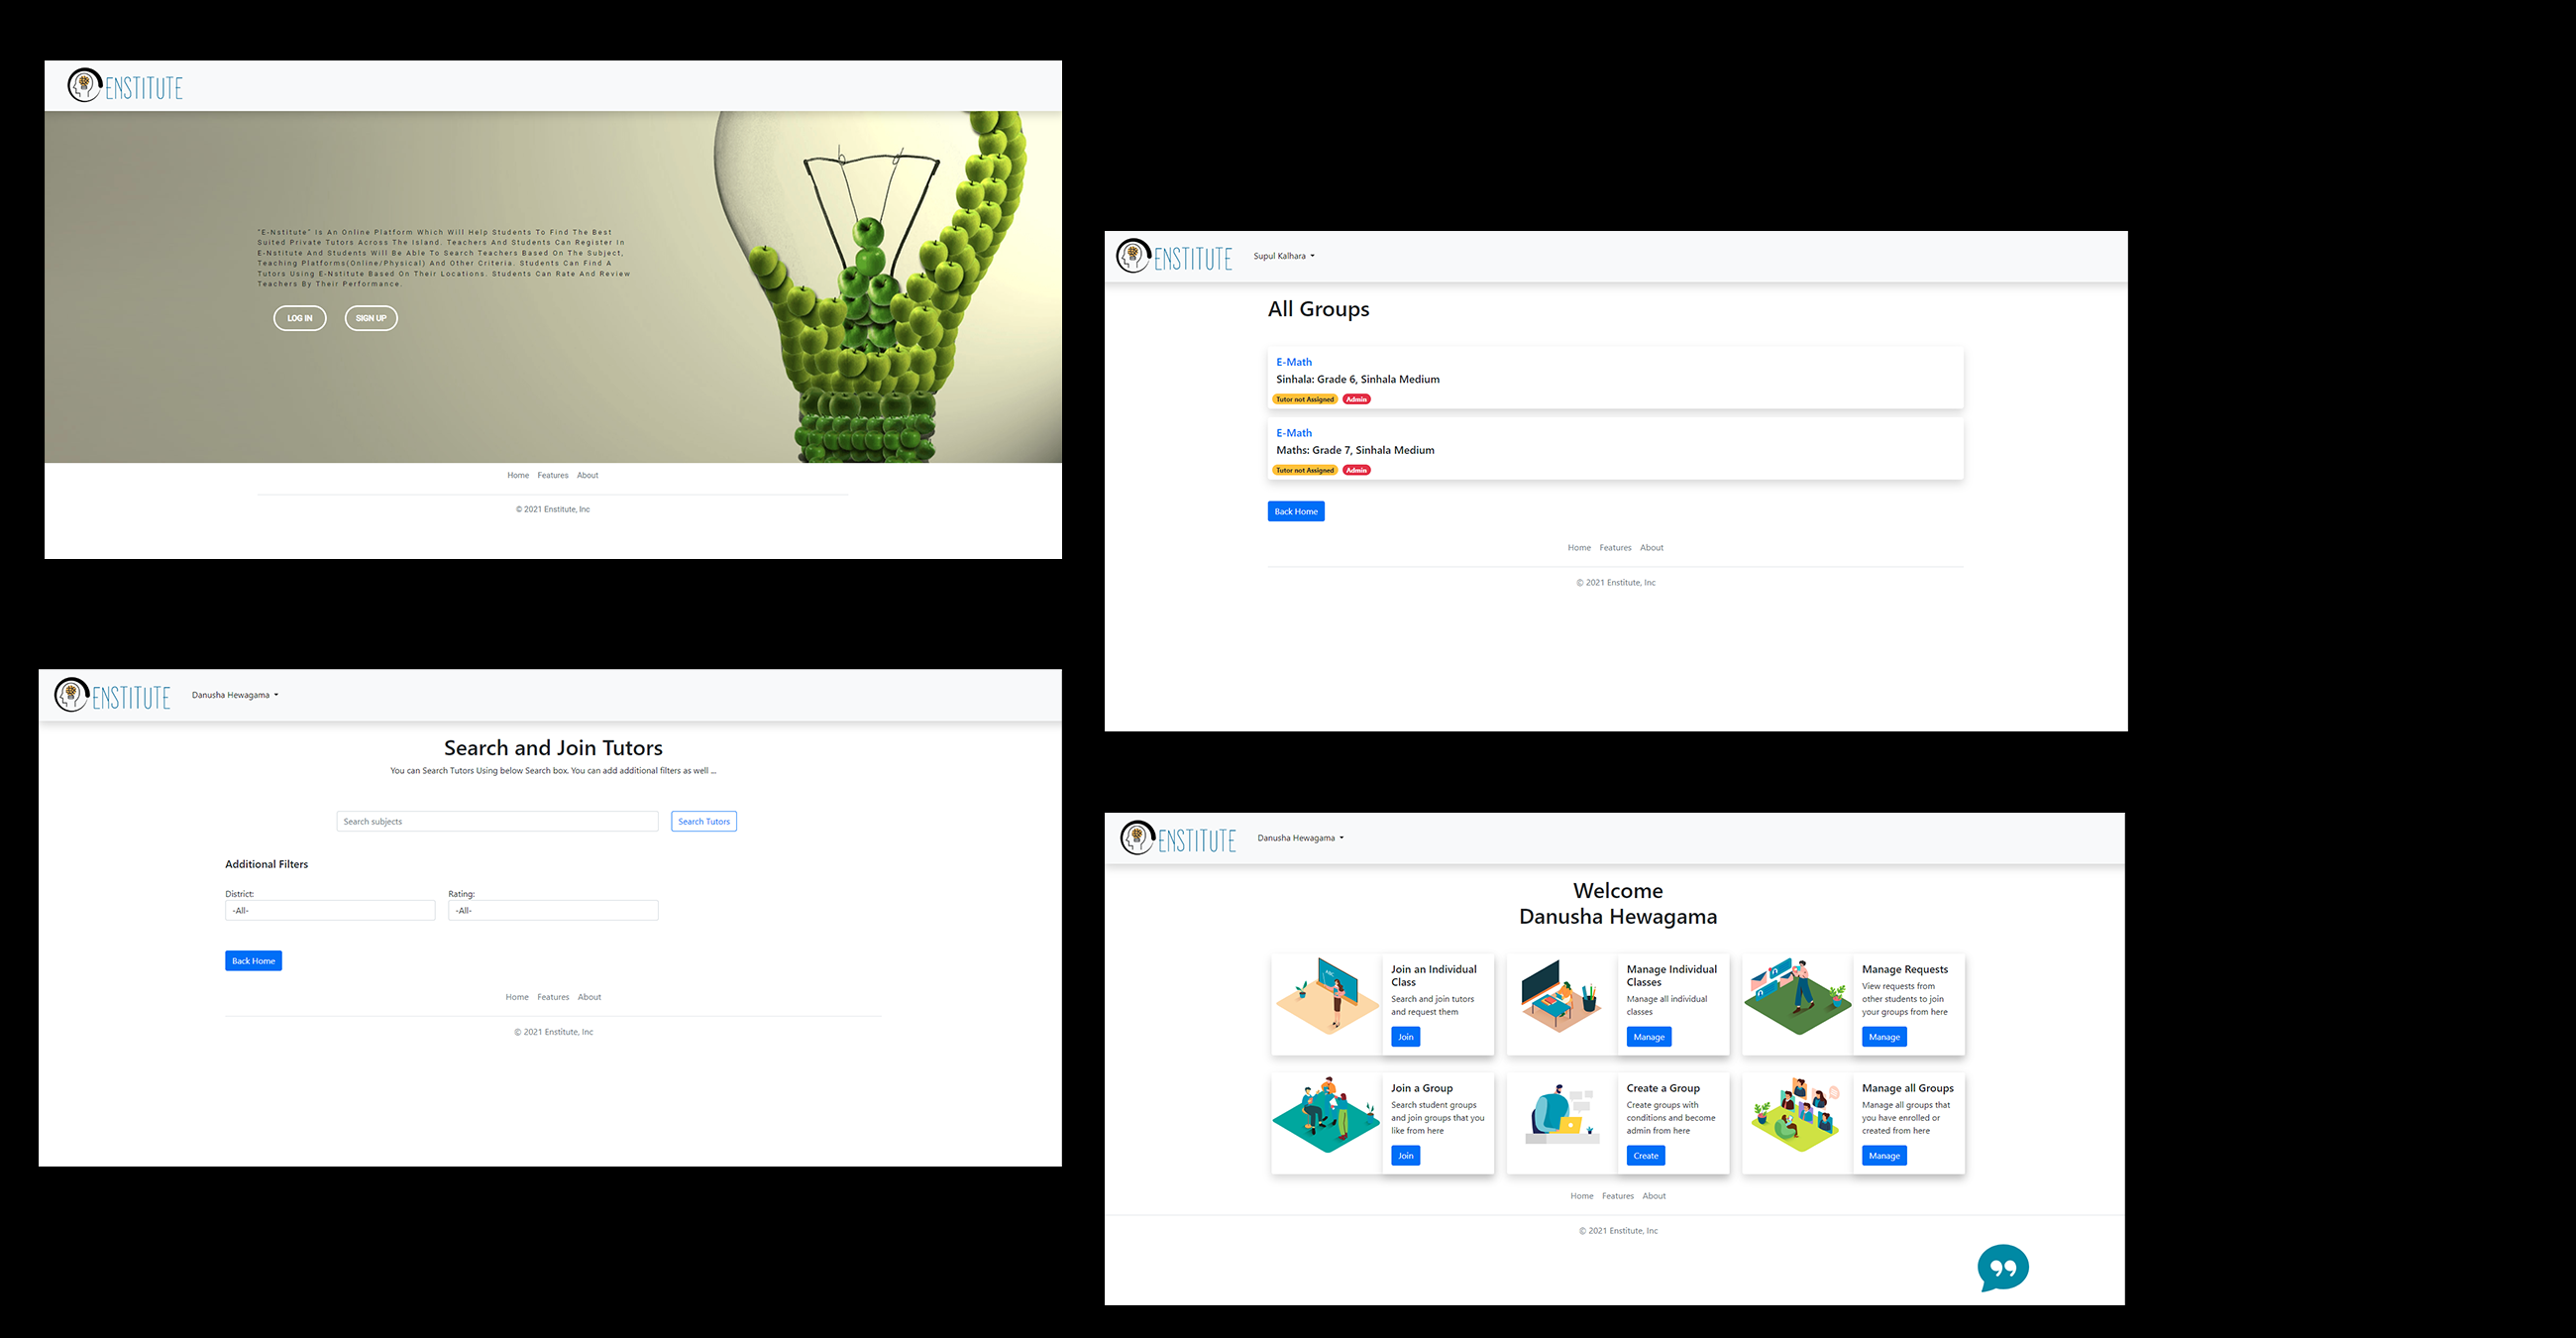 ENSTITUTE
"E-Nstitute" Is An Online Platform Which Will Help Students To Find The Best
Suited Private Tutors Across The Island. Teachers And Students Can Register In
E-Nstitute And Students Will Be Able To Search Teachers Based On The Subject,
Teaching Platforms(Online/Physical) And Other Criteria. Students Can Find A
Tutors Using E-Nstitute Based On Their Locations. Students Can Rate And Review
Teachers By Their Performance.
LOG IN SIGN UP
Home Features About
© 2021 Enstitute, Inc
ENSTITUTE Supul Kalhara
All Groups
E-Math
Sinhala: Grade 6, Sinhala Medium
Tutor not Assigned Admin
E-Math
Maths: Grade 7, Sinhala Medium
Tutor not Assigned Admin
Back Home
Home Features About
© 2021 Enstitute, Inc
ENSTITUTE Danusha Hewagama
Search and Join Tutors
You can Search Tutors Using below Search box. You can add additional filters as well ...
Search subjects Search Tutors
Additional Filters
District: Rating:
-All- -All-
Back Home
Home Features About
© 2021 Enstitute, Inc
ENSTITUTE Danusha Hewagama
Welcome
Danusha Hewagama
Join an Individual
Class
Search and join tutors
and request them
Join
Manage Individual
Classes
Manage all individual
classes
Manage
Manage Requests
View requests from
other students to join
your groups from here
Manage
Join a Group
Search student groups
and join groups that you
like from here
Join
Create a Group
Create groups with
conditions and become
admin from here
Create
Manage all Groups
Manage all groups that
you have enrolled or
created from here
Manage
Home Features About
© 2021 Enstitute, Inc